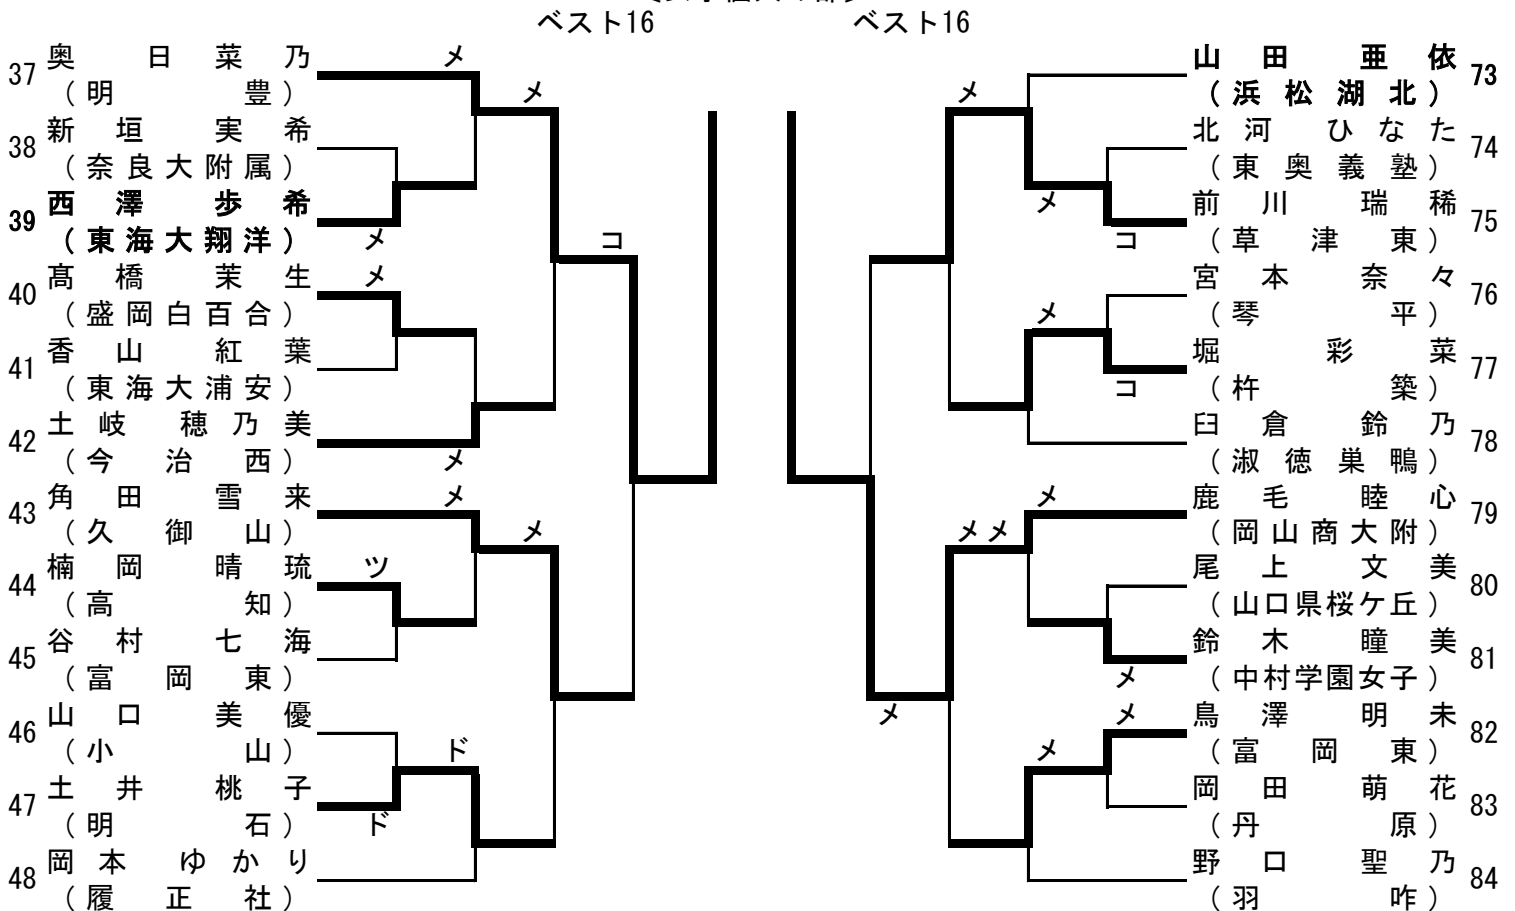 ベスト16
ベスト16
37 奥 日菜乃 メ
(明豊) メ
38 新垣 実希
(奈良大附属)
39 西澤 歩希
(東海大翔洋) メ コ
40 髙橋 茉生 メ
(盛岡白百合)
41 香山 紅葉
(東海大浦安)
42 土岐 穂乃美
(今治西) メ
43 角田 雪来 メ
(久御山) メ
44 楠岡 晴琉 ツ
(高知)
45 谷村 七海
(富岡東)
46 山口 美優
(小山) ド
47 土井 桃子
(明石) ド
48 岡本 ゆかり
(履正社)
山田 亜依 73
メ (浜松湖北)
北河 ひなた 74
(東奥義塾)
メ 前川 瑞稀 75
コ (草津東)
宮本 奈々 76
メ (琴平)
堀 彩菜 77
コ (杵築)
臼倉 鈴乃 78
(淑徳巣鴨)
メ 鹿毛 睦心 79
メメ (岡山商大附)
尾上 文美 80
(山口県桜ケ丘)
鈴木 瞳美 81
メ (中村学園女子)
メ メ 鳥澤 明未 82
メ (富岡東)
岡田 萌花 83
(丹原)
野口 聖乃 84
(羽咋)